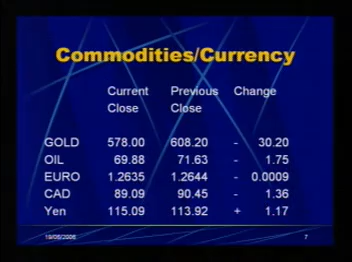 Commodities/Currency
Current Previous Change
Close Close
GOLD 578.00 608.20 - 30.20
OIL 69.88 71.63 - 1.75
EURO 1.2635 1.2644 - 0.0009
CAD 89.09 90.45 - 1.36
Yen 115.09 113.92 + 1.17
19/06/2006 7